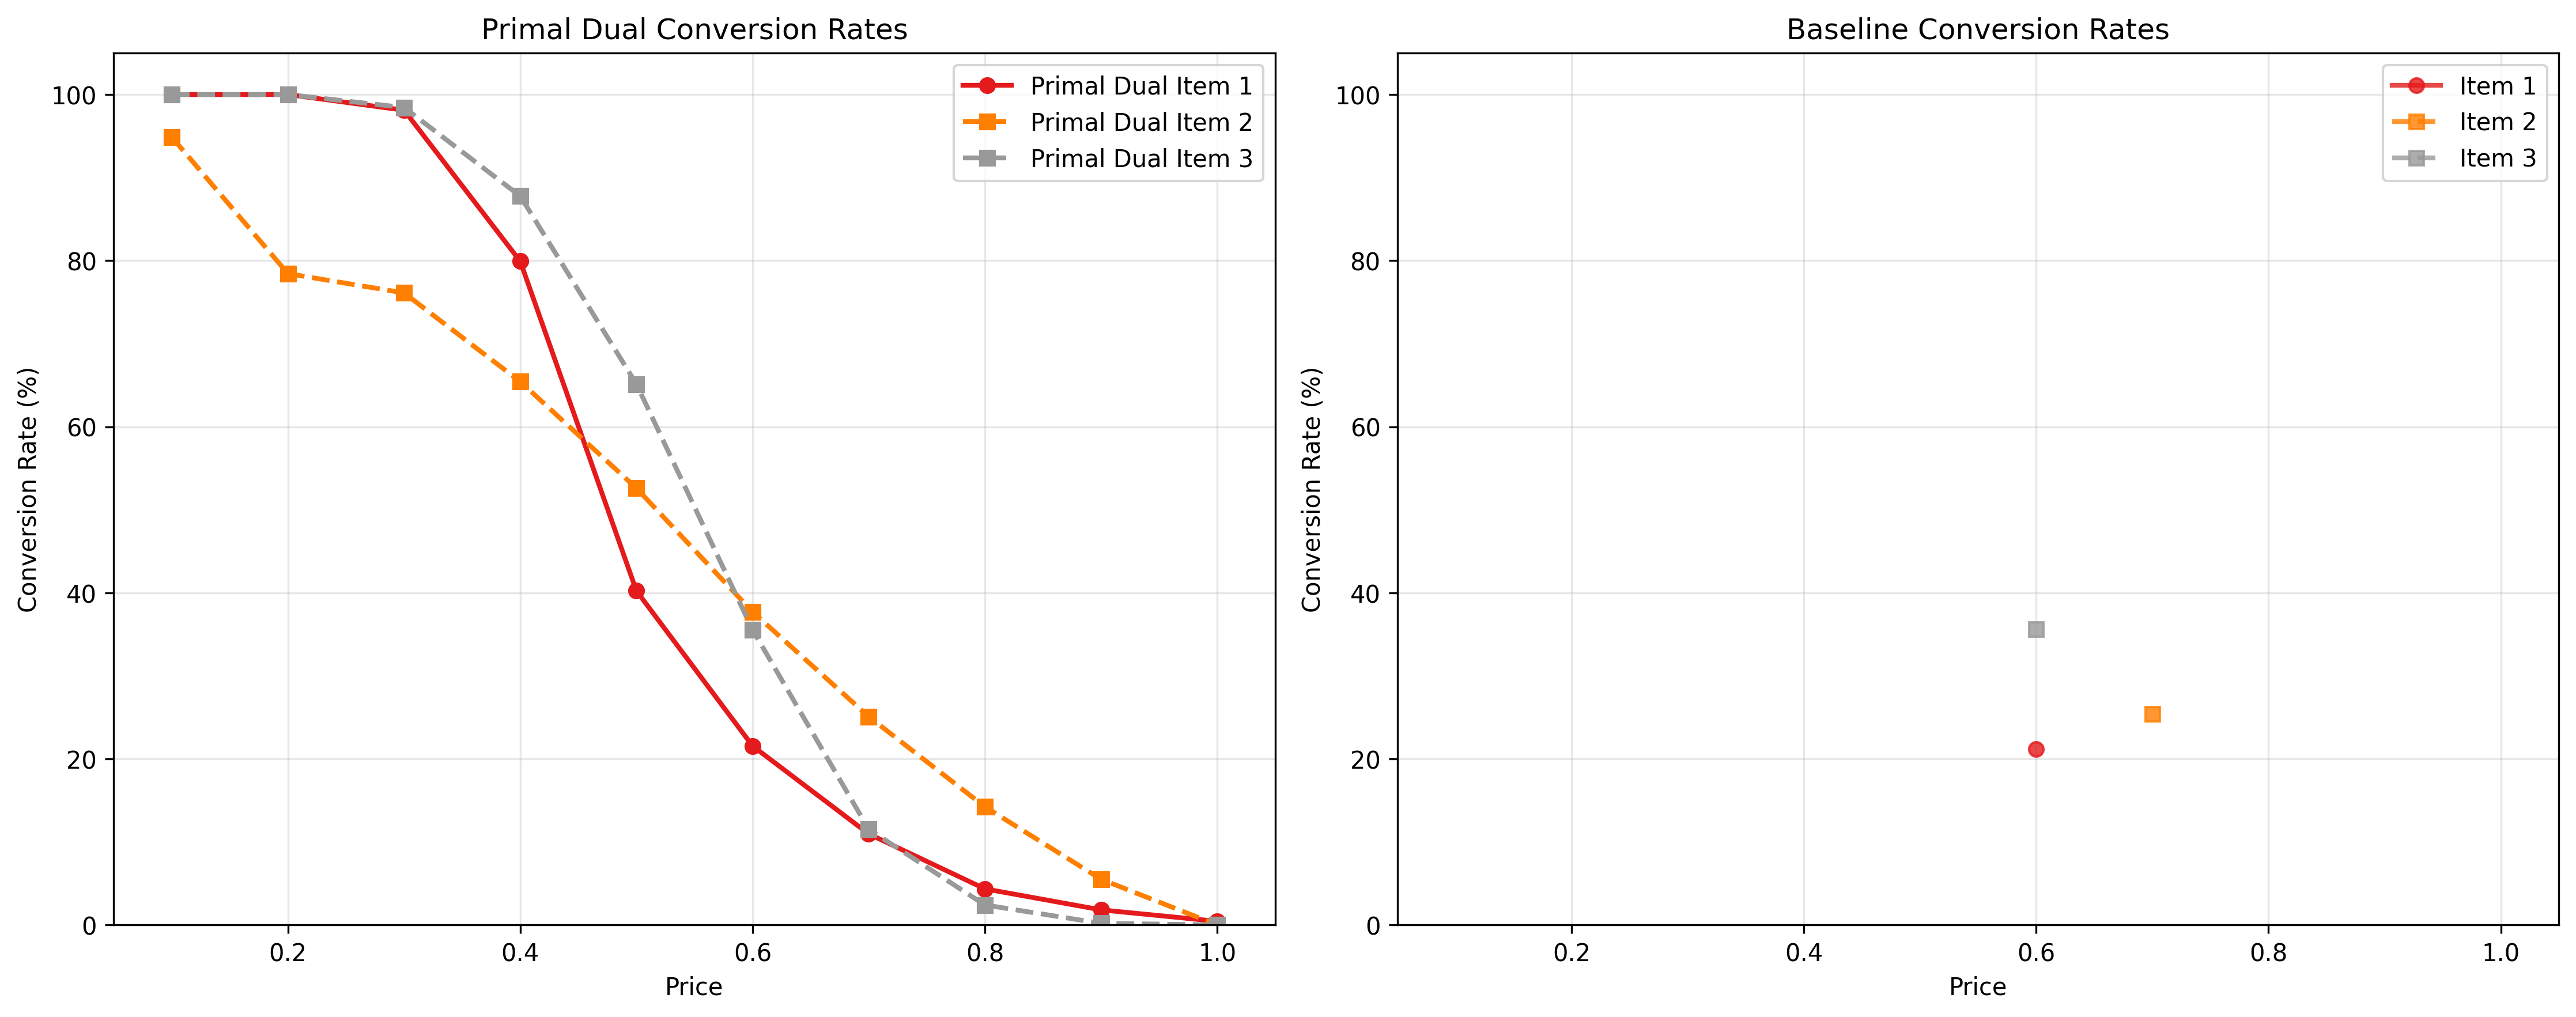 Primal Dual Conversion Rates
Primal Dual Item 1
Primal Dual Item 2
Primal Dual Item 3
Conversion Rate (%)
100
80
60
40
20
0
0.2 0.4 0.6 0.8 1.0
Price
Baseline Conversion Rates
Item 1
Item 2
Item 3
Conversion Rate (%)
100
80
60
40
20
0
0.2 0.4 0.6 0.8 1.0
Price